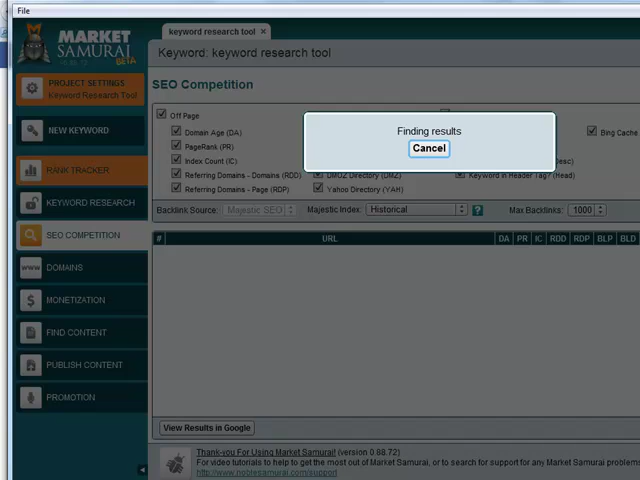 File
MARKET
SAMURAI
BETA
keyword research tool ×
Keyword: keyword research tool
PROJECT SETTINGS
Keyword Research Tool
NEW KEYWORD
RANK TRACKER
KEYWORD RESEARCH
SEO COMPETITION
DOMAINS
MONETIZATION
FIND CONTENT
PUBLISH CONTENT
PROMOTION
SEO Competition
Off Page
Domain Age (DA)
PageRank (PR)
Index Count (IC)
Referring Domains - Domains (RDD)
DMOZ Directory (DMZ)
Keyword in Header Tag? (Head)
Referring Domains - Page (RDP)
Yahoo Directory (YAH)
Bing Cache
Desc)
Finding results
Cancel
Backlink Source: Majestic SEO Majestic Index: Historical ? Max Backlinks: 1000
# URL DA PR IC RDD RDP BLP BLD
View Results in Google
Thank-you For Using Market Samurai! (version 0.88.72)
For video tutorials to help to get the most out of Market Samurai, or to search for support for any Market Samurai problems
http://www.noblesamurai.com/support